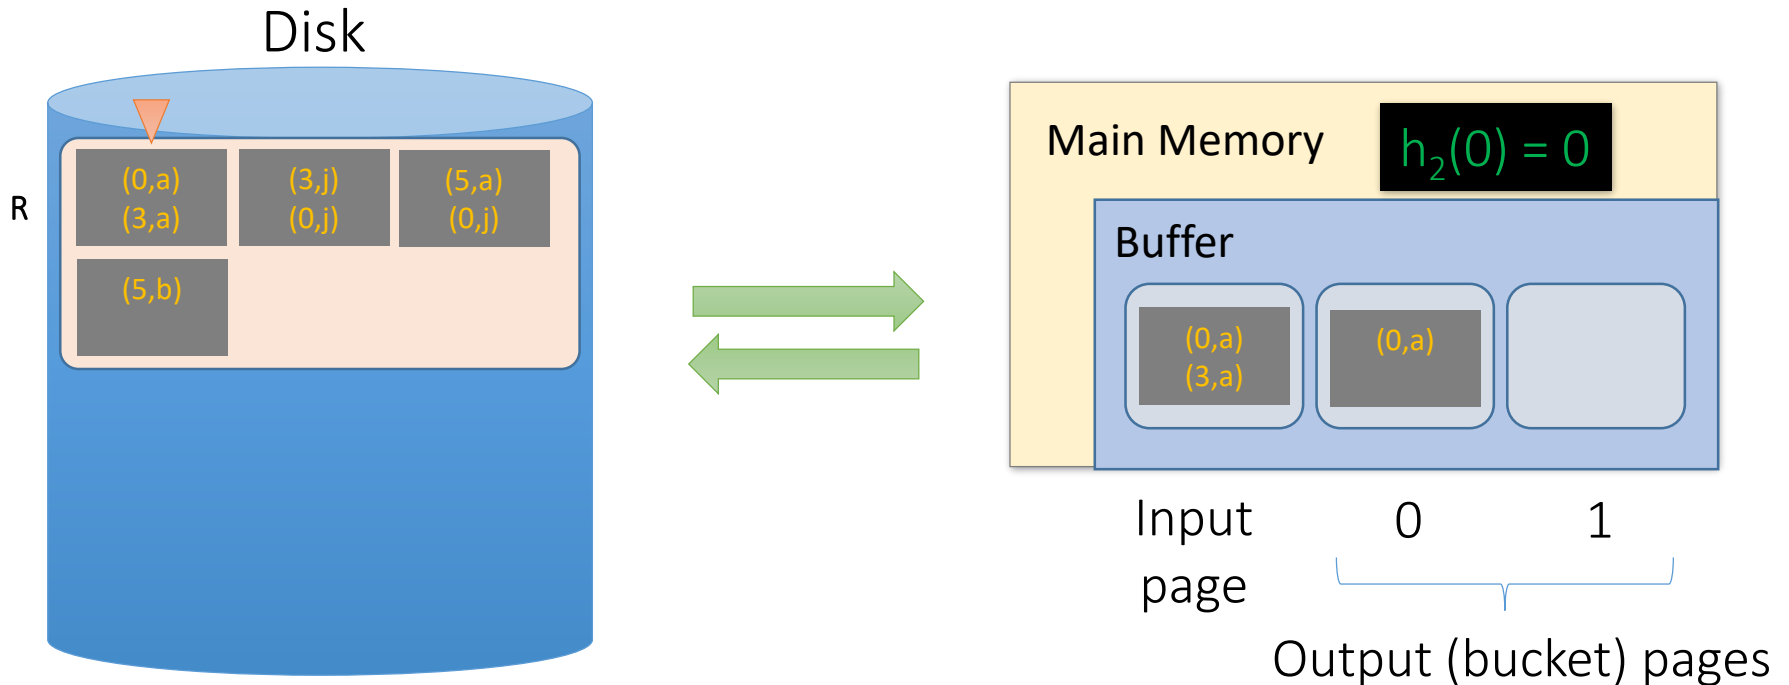 Disk
R
(0,a)
(3,a)
(3,j)
(0,j)
(5,a)
(0,j)
(5,b)
Main Memory
h₂(0) = 0
Buffer
(0,a)
(3,a)
(0,a)
Input
page
0
1
Output (bucket) pages